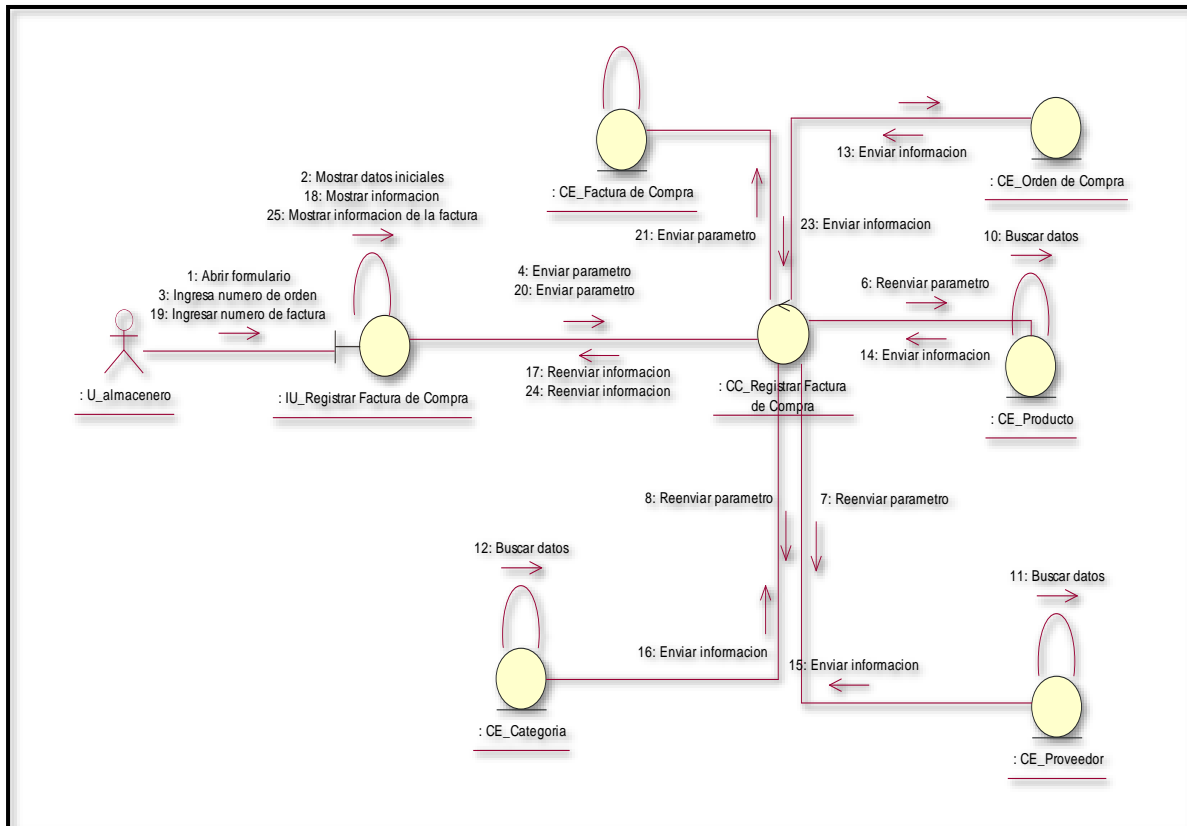 2: Mostrar datos iniciales
18: Mostrar informacion
25: Mostrar informacion de la factura
1: Abrir formulario
3: Ingresa numero de orden
19: Ingresar numero de factura
: U_almacenero
: IU_Registrar Factura de Compra
4: Enviar parametro
20: Enviar parametro
17: Reenviar informacion
24: Reenviar informacion
: CE_Factura de Compra
21: Enviar parametro
23: Enviar informacion
13: Enviar informacion
: CE_Orden de Compra
10: Buscar datos
6: Reenviar parametro
14: Enviar informacion
: CC_Registrar Factura
de Compra
: CE_Producto
8: Reenviar parametro
7: Reenviar parametro
12: Buscar datos
16: Enviar informacion
: CE_Categoria
11: Buscar datos
15: Enviar informacion
: CE_Proveedor